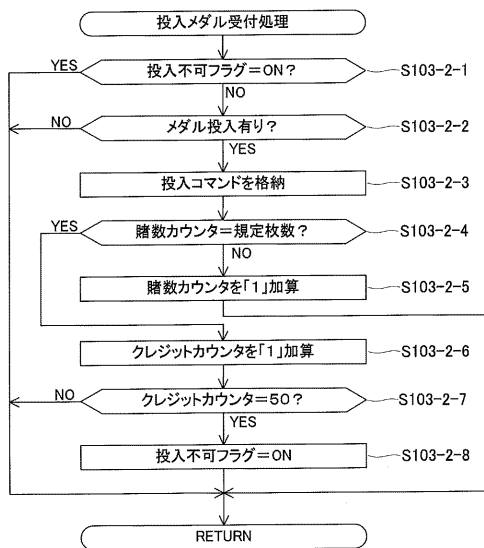 投入メダル受付処理
YES
投入不可フラグ=ON?
S103-2-1
NO
NO
メダル投入有り?
S103-2-2
YES
投入コマンドを格納
S103-2-3
YES
賭数カウンタ=規定枚数?
S103-2-4
NO
賭数カウンタを「1」加算
S103-2-5
クレジットカウンタを「1」加算
S103-2-6
NO
クレジットカウンタ=50?
S103-2-7
YES
投入不可フラグ=ON
S103-2-8
RETURN